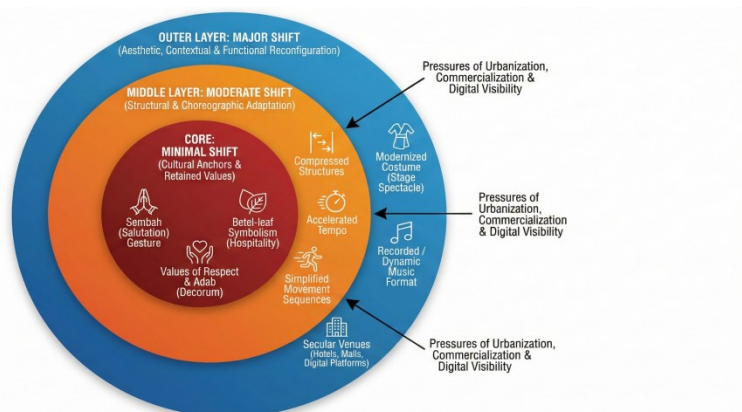 OUTER LAYER: MAJOR SHIFT
(Aesthetic, Contextual & Functional Reconfiguration)
MIDDLE LAYER: MODERATE SHIFT
(Structural & Choreographic Adaptation)
CORE:
MINIMAL SHIFT
(Cultural Anchors &
Retained Values)
Sembah
(Salutation)
Gesture
Betel-leaf
Symbolism
(Hospitality)
Values of Respect
& Adab
(Decorum)
Compressed
Structures
Accelerated
Tempo
Simplified
Movement
Sequences
Modernized
Costume
(Stage
Spectacle)
Recorded /
Dynamic
Music
Format
Secular Venues
(Hotels, Malls,
Digital Platforms)
Pressures of Urbanization,
Commercialization &
Digital Visibility
Pressures of
Urbanization,
Commercialization
& Digital Visibility
Pressures of Urbanization,
Commercialization &
Digital Visibility